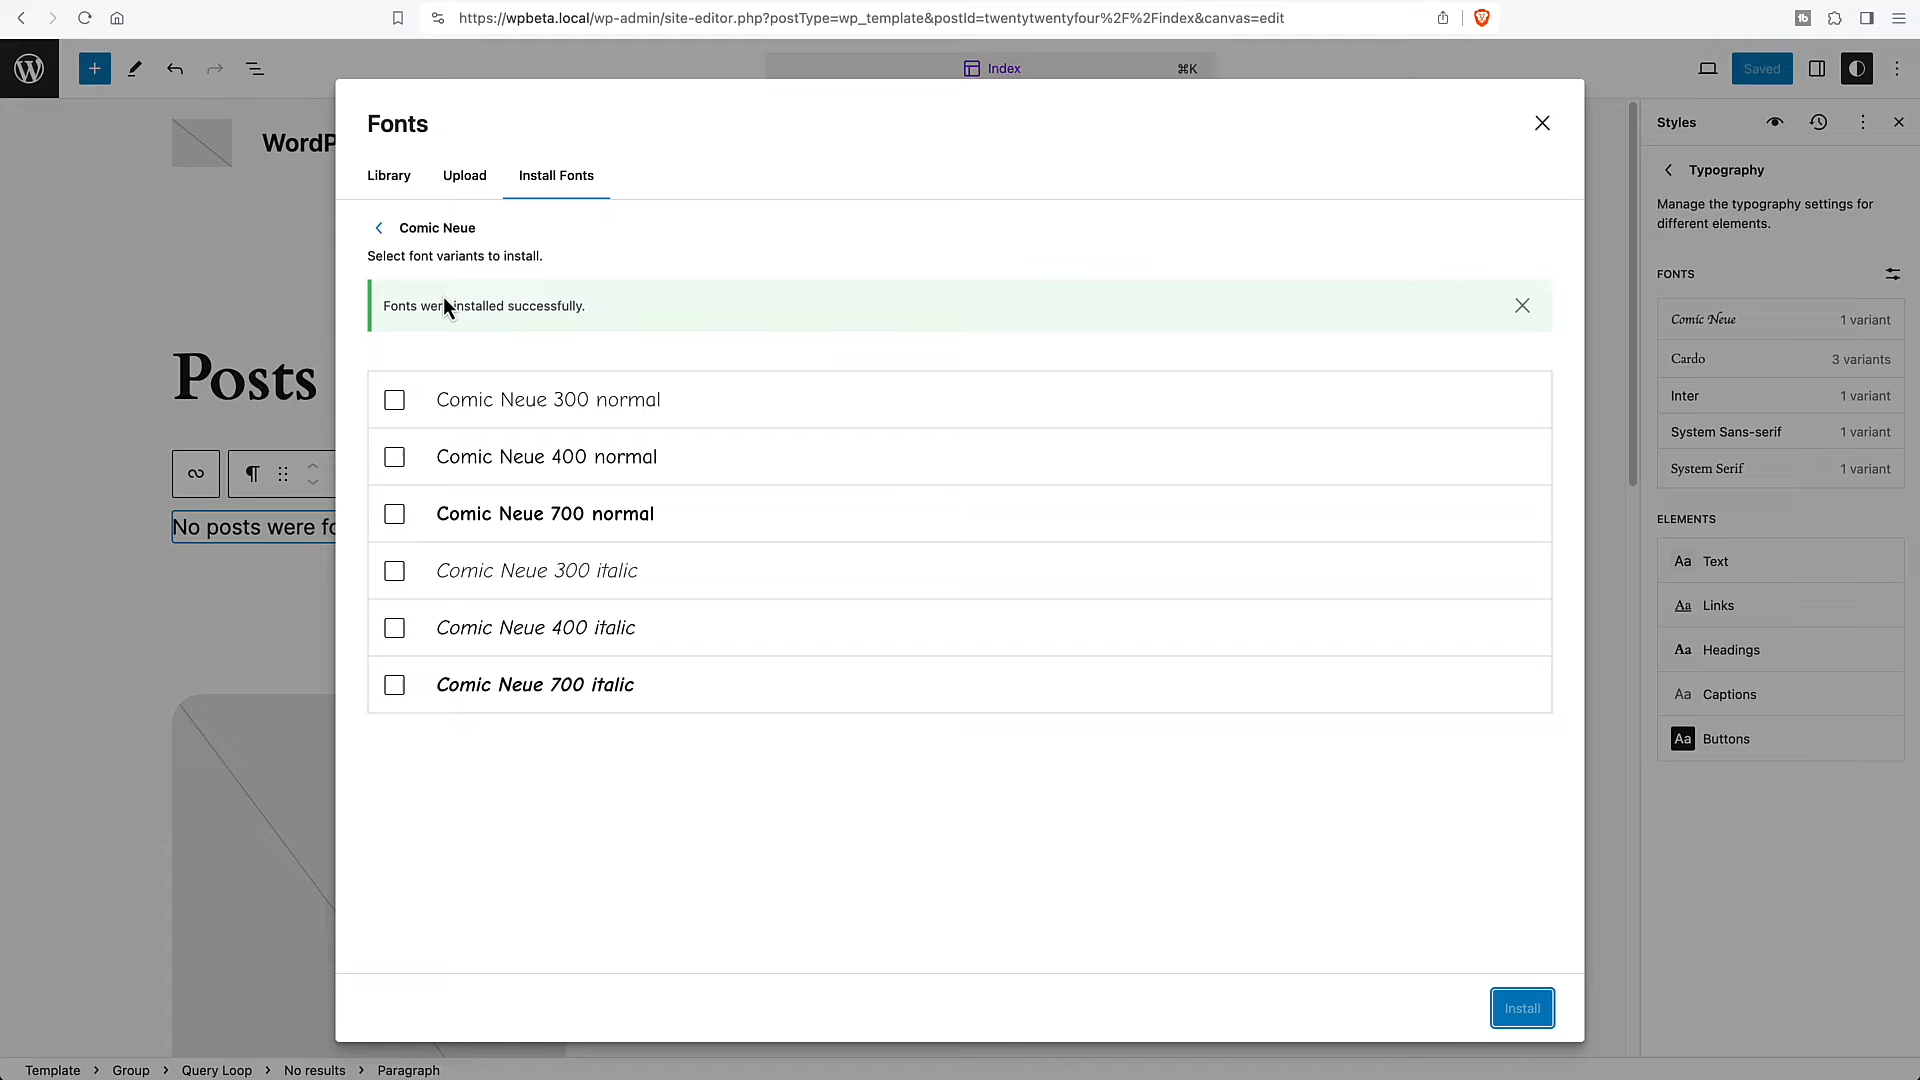 https://wpbeta.local/wp-admin/site-editor.php?postType=wp_template&postId=twentytwentyfour%2F%2Findex&canvas=edit
Index
⌘K
Saved
WordP
Posts
No posts were fo
Fonts
Library
Upload
Install Fonts
Comic Neue
Select font variants to install.
Fonts were installed successfully.
Comic Neue 300 normal
Comic Neue 400 normal
Comic Neue 700 normal
Comic Neue 300 italic
Comic Neue 400 italic
Comic Neue 700 italic
Install
Styles
Typography
Manage the typography settings for
different elements.
FONTS
Comic Neue 1 variant
Cardo 3 variants
Inter 1 variant
System Sans-serif 1 variant
System Serif 1 variant
ELEMENTS
Aa Text
Aa Links
Aa Headings
Aa Captions
Aa Buttons
Template > Group > Query Loop > No results > Paragraph